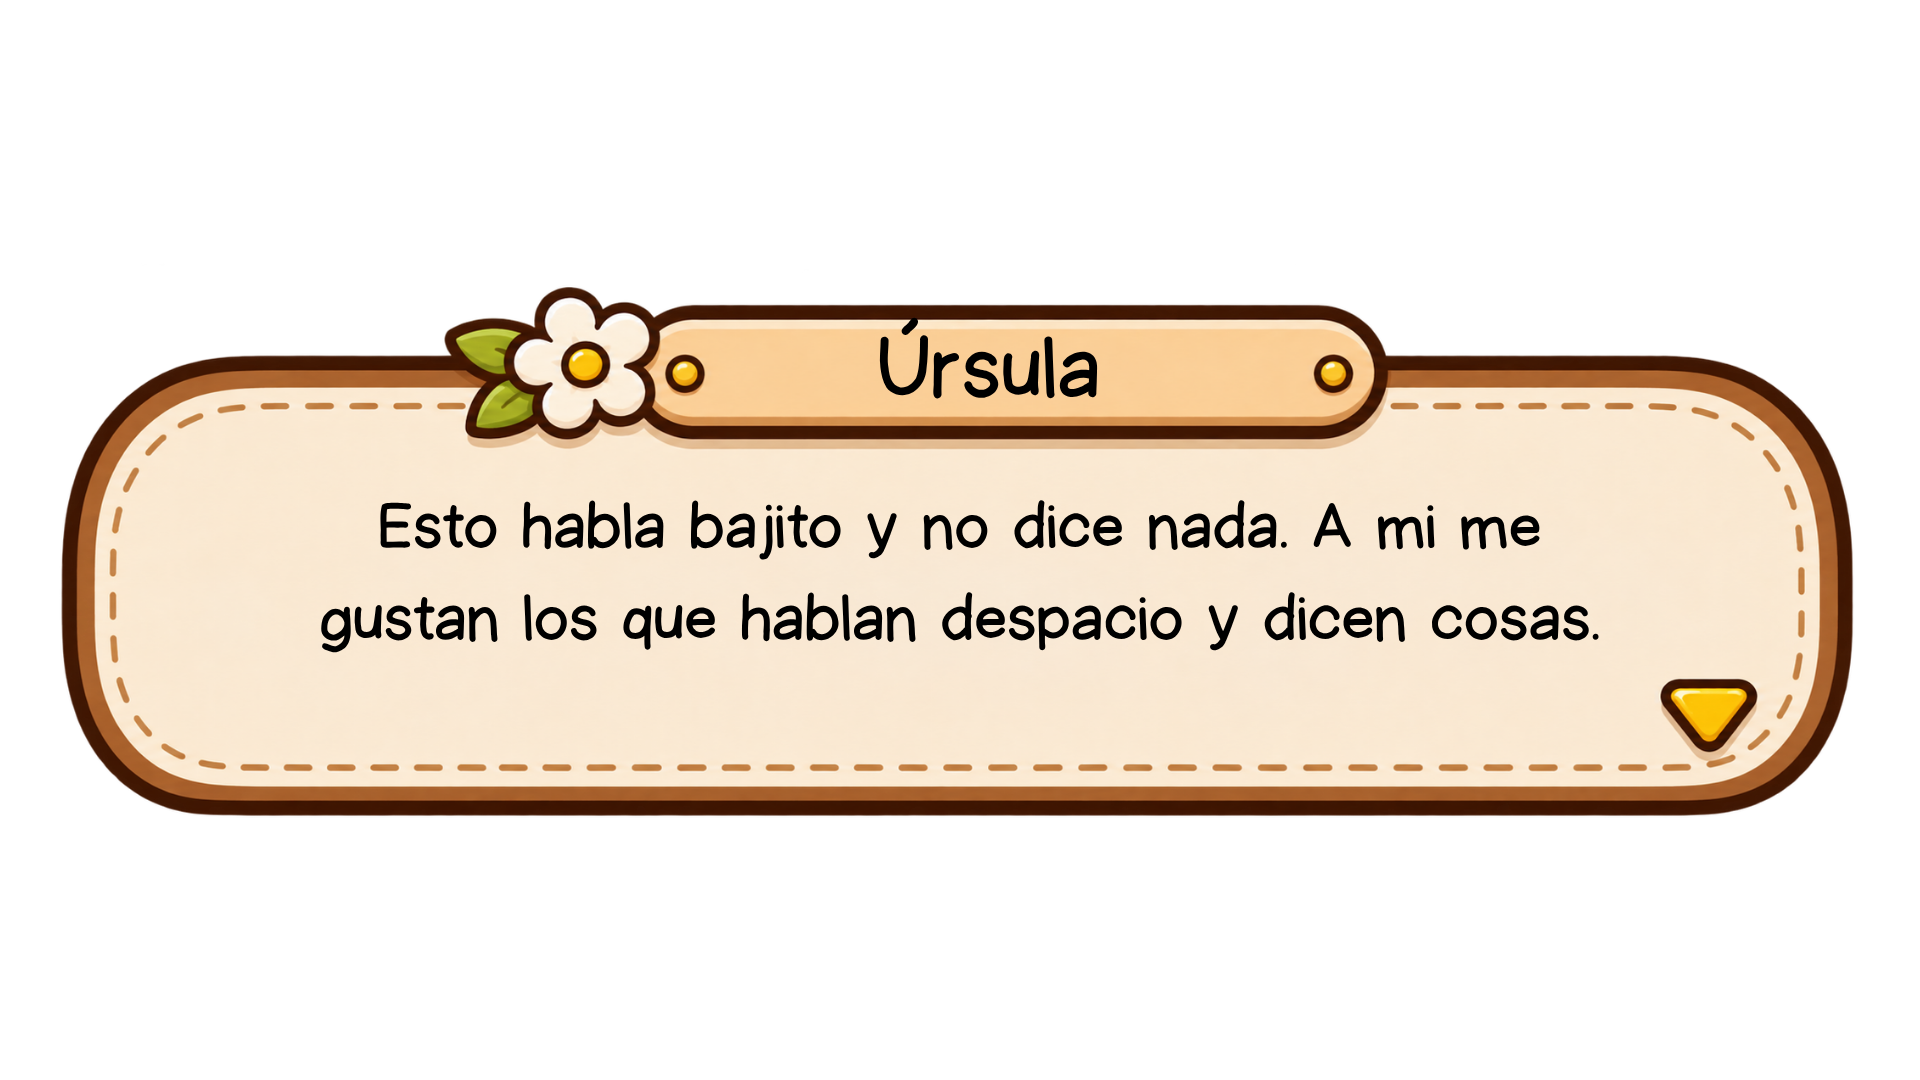 Úrsula
Esto habla bajito y no dice nada. A mi me
gustan los que hablan despacio y dicen cosas.